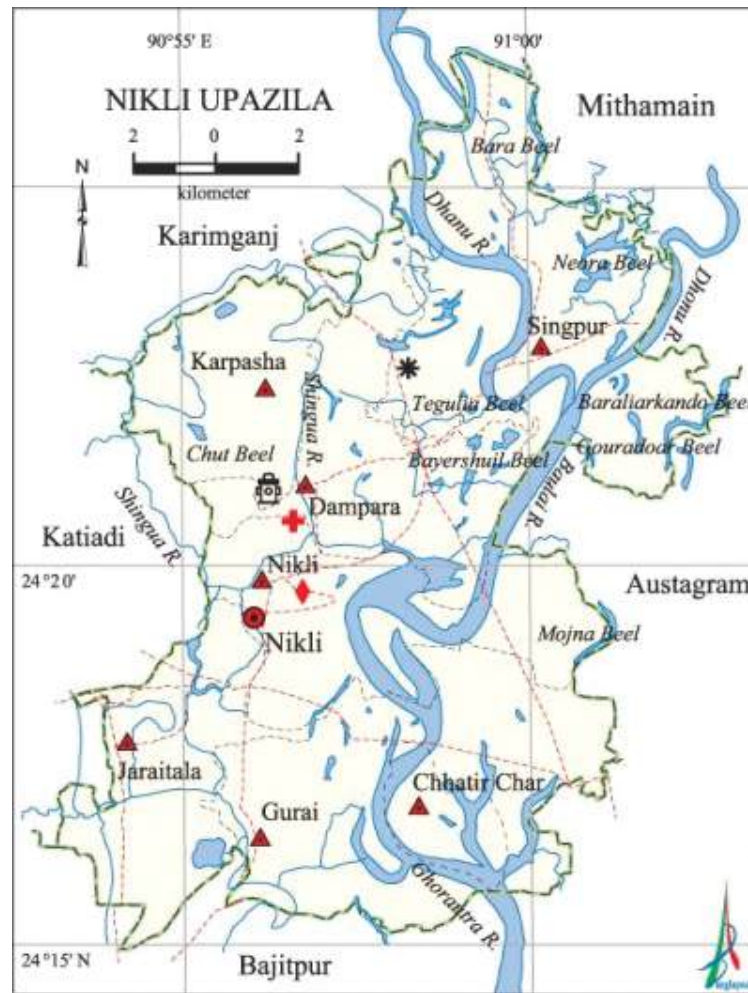 90°55' E
91°00'
NIKLI UPAZILA
2 0 2
kilometer
N
Mithamain
Bara Beel
Dhanu R.
Karimganj
Neora Beel
Dhonu R.
Singpur
Karpasha
Shingua R.
Tegulia Beel
Baraliarkanda Beel
Chut Beel
Bayershuil Beel
Gouradoar Beel
Dampara
Baulai R.
Shingua R.
Katiadi
Nikli
24°20'
Austagram
Nikli
Mojna Beel
Jaraitala
Chhatir Char
Gurai
Ghorautra R.
24°15' N
Bajitpur